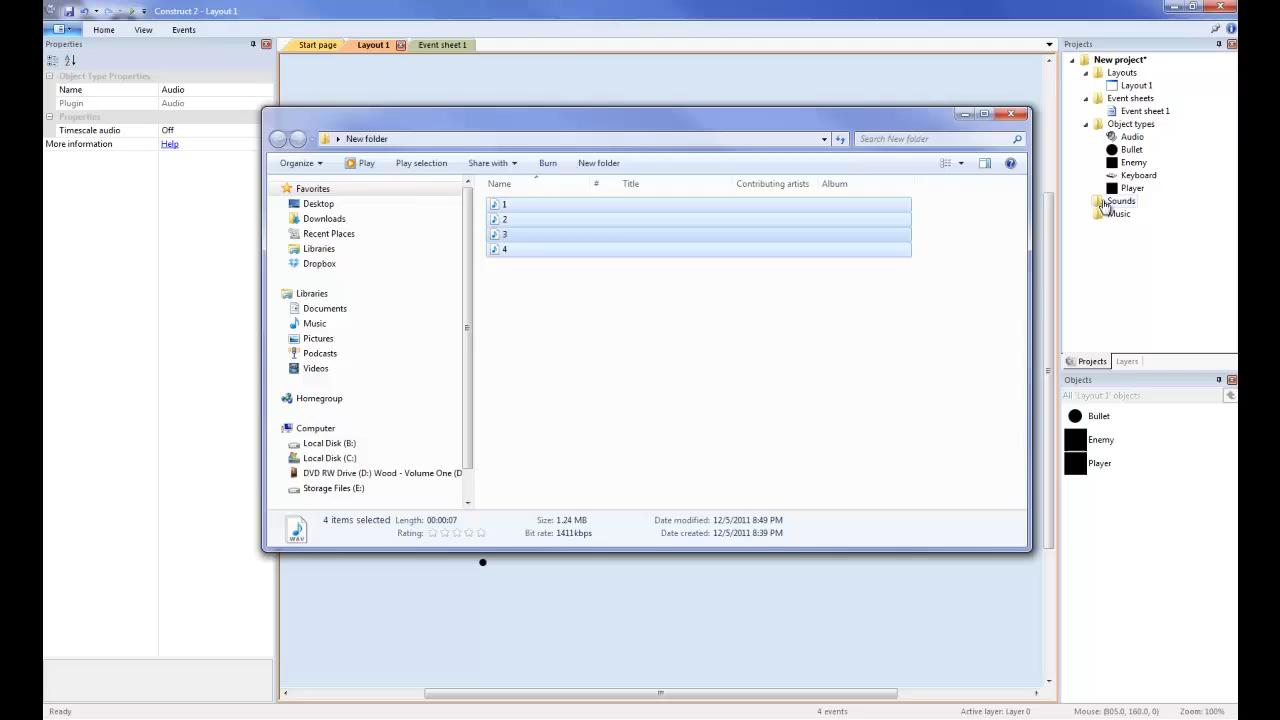 Construct 2 - Layout 1
Home View Events
Properties
Start page Layout 1 Event sheet 1
Object Type Properties
Name Audio
Plugin Audio
Properties
Timescale audio Off
More information Help
New folder
Search New folder
Organize Play Play selection Share with Burn New folder
Name # Title Contributing artists Album
1
2
3
4
Favorites
Desktop
Downloads
Recent Places
Libraries
Dropbox
Libraries
Documents
Music
Pictures
Podcasts
Videos
Homegroup
Computer
Local Disk (B:)
Local Disk (C:)
DVD RW Drive (D:) Wood - Volume One (D
Storage Files (E:)
WAV
4 items selected Length: 00:00:07 Size: 1.24 MB Date modified: 12/5/2011 8:49 PM
Rating: Bit rate: 1411kbps Date created: 12/5/2011 8:39 PM
Projects
New project*
Layouts
Layout 1
Event sheets
Event sheet 1
Object types
Audio
Bullet
Enemy
Keyboard
Player
Sounds
Music
Projects Layers
Objects
All 'Layout 1' objects
Bullet
Enemy
Player
Ready 4 events Active layer: Layer 0 Mouse: (805.0, 160.0, 0) Zoom: 100%